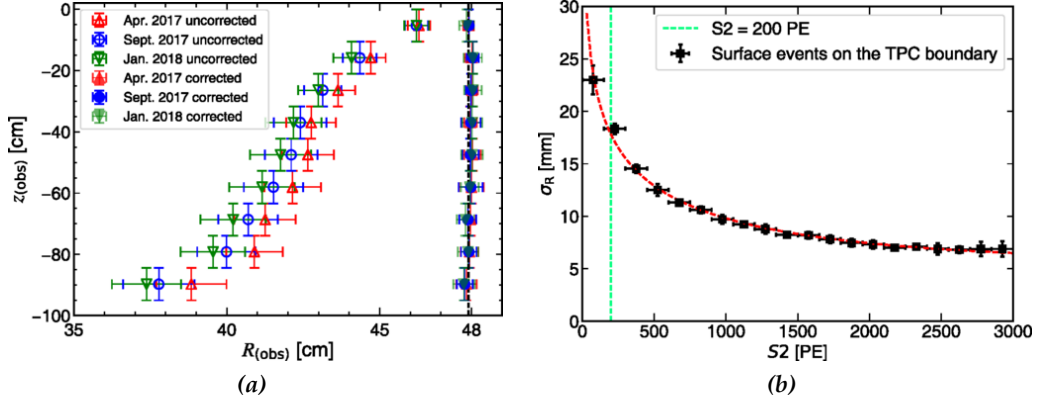 0
−20
−40
−60
−80
−100
z(obs) [cm]
Apr. 2017 uncorrected
Sept. 2017 uncorrected
Jan. 2018 uncorrected
Apr. 2017 corrected
Sept. 2017 corrected
Jan. 2018 corrected
35 40 45 48
R(obs) [cm]
(a)
30
25
20
15
10
5
0
σR [mm]
S2 = 200 PE
Surface events on the TPC boundary
0 500 1000 1500 2000 2500 3000
S2 [PE]
(b)